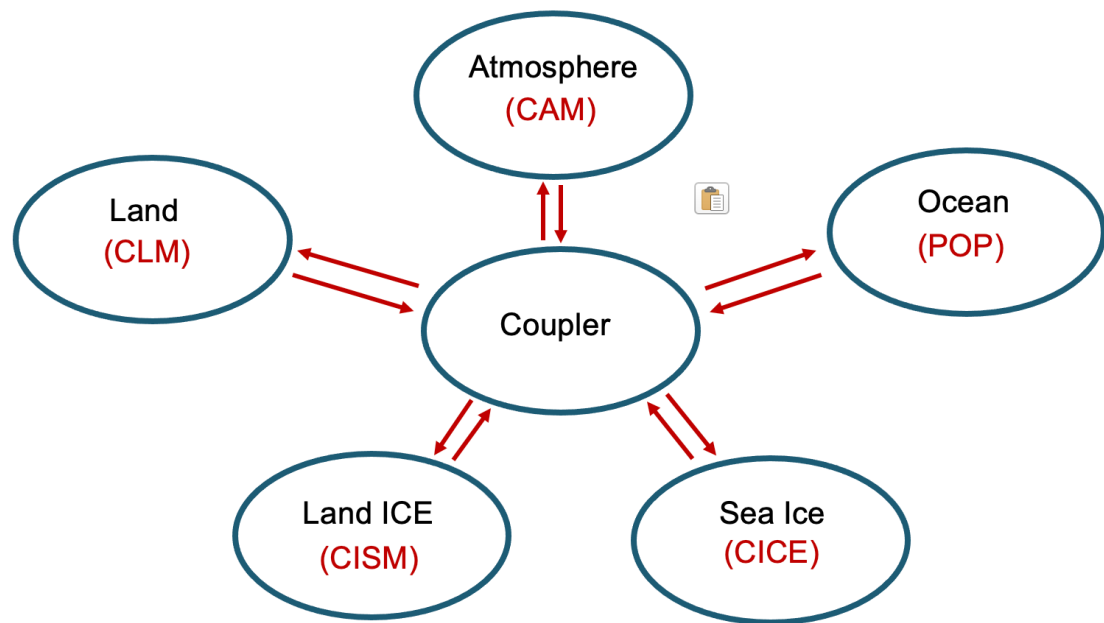 Atmosphere
(CAM)
Land
(CLM)
Ocean
(POP)
Coupler
Land ICE
(CISM)
Sea Ice
(CICE)